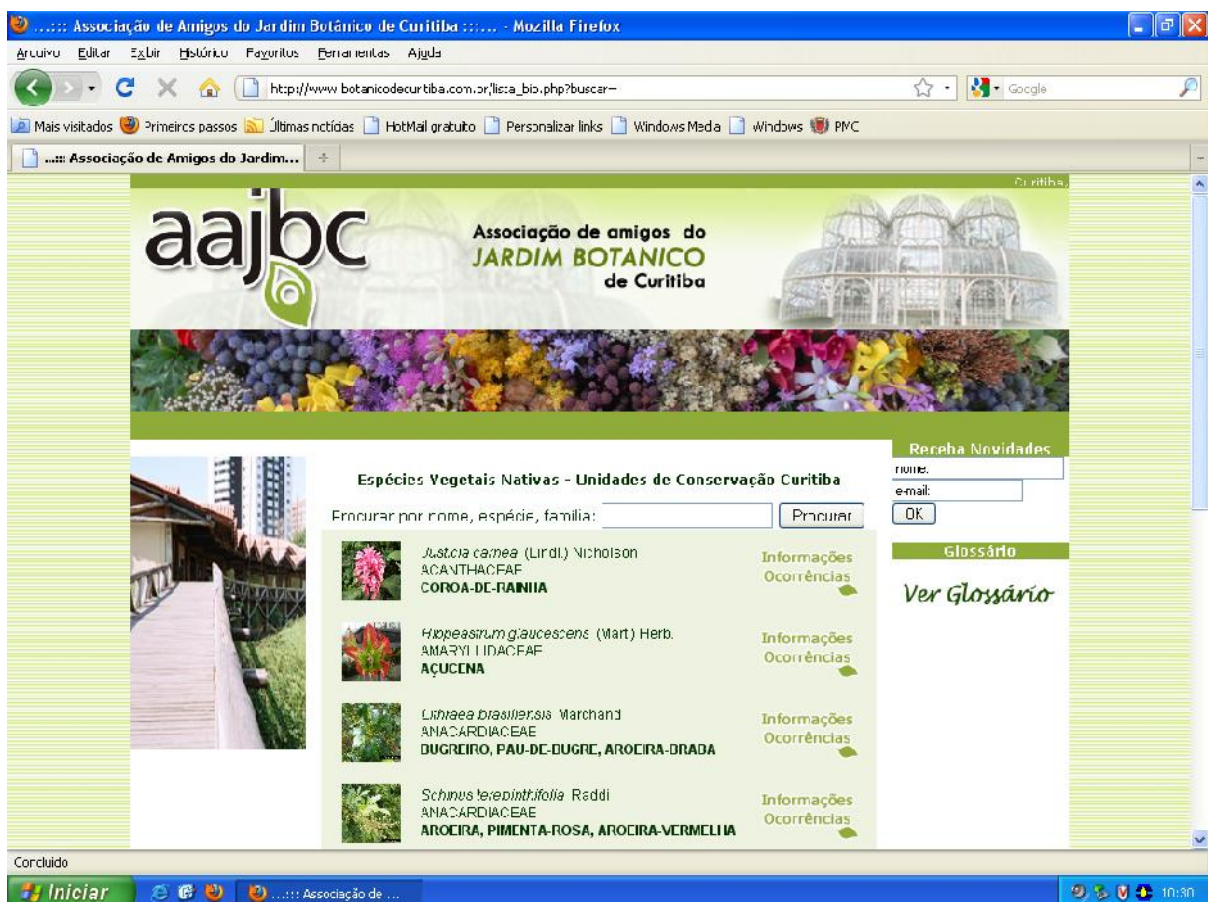 ...::: Associação de Amigos do Jardim Botânico de Curitiba :::... - Mozilla Firefox
Arquivo Editar Exibir Histórico Favoritos Ferramentas Ajuda
http://www.botanicodecuritiba.com.br/lista_bio.php?buscar=
Google
Mais visitados Primeiros passos Últimas notícias HotMail gratuito Personalizar links Windows Media Windows PMC
...::: Associação de Amigos do Jardim...
Curitiba,
aajbc
Associação de amigos do
JARDIM BOTANICO
de Curitiba
Receba Novidades
nome:
e-mail:
OK
Glossário
Ver Glossário
Espécies Vegetais Nativas - Unidades de Conservação Curitiba
Procurar por nome, espécie, familia: Procurar
Justicia carnea (Lindl.) Nicholson
ACANTHACEAE
COROA-DE-RAINHA
Informações
Ocorrências
Hippeastrum glaucescens (Mart) Herb.
AMARYLLIDACEAE
AÇUCENA
Informações
Ocorrências
Lithraea brasiliensis Marchand
ANACARDIACEAE
BUGREIRO, PAU-DE-BUGRE, AROEIRA-BRABA
Informações
Ocorrências
Schinus terebinthifolia Raddi
ANACARDIACEAE
AROEIRA, PIMENTA-ROSA, AROEIRA-VERMELHA
Informações
Ocorrências
Concluído
Iniciar
...::: Associação de ...
10:30